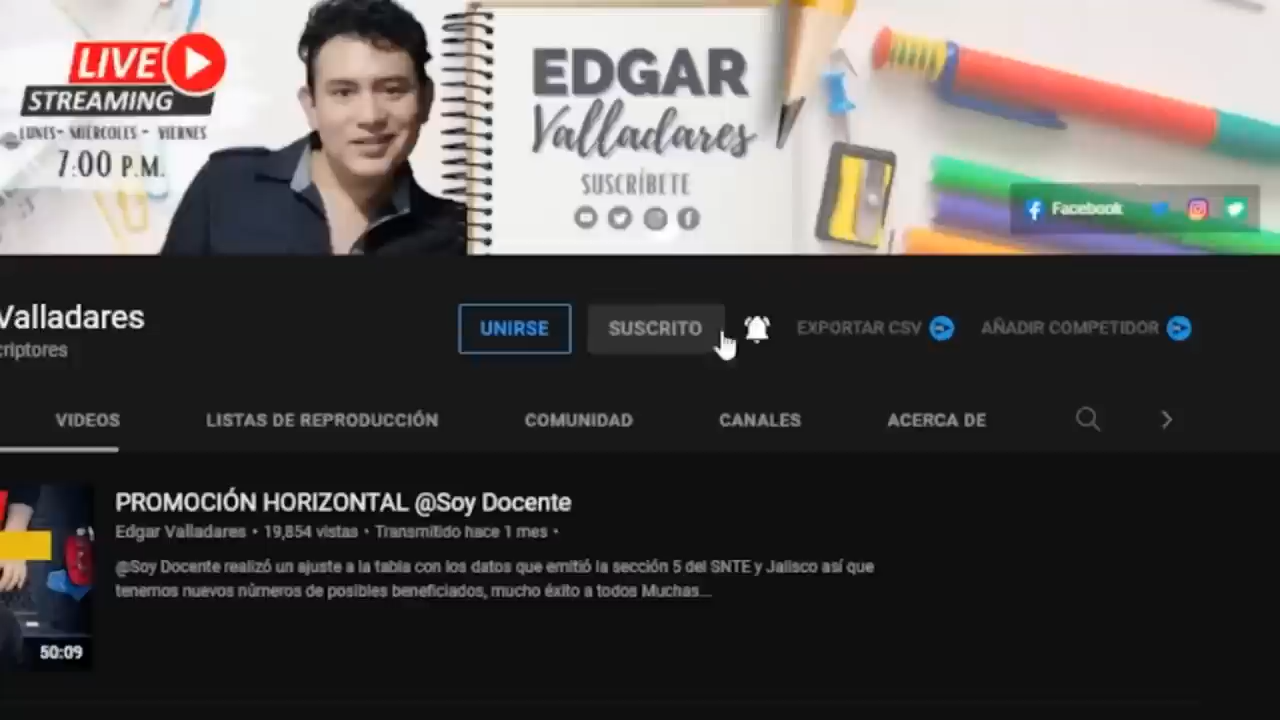 LIVE
STREAMING
LUNES- MIÉRCOLES - VIERNES
7:00 P.M.
EDGAR
Valladares
SUSCRÍBETE
Facebook
Valladares
criptores
UNIRSE
SUSCRITO
EXPORTAR CSV
AÑADIR COMPETIDOR
VIDEOS
LISTAS DE REPRODUCCIÓN
COMUNIDAD
CANALES
ACERCA DE
PROMOCIÓN HORIZONTAL @Soy Docente
Edgar Valladares • 19,854 vistas • Transmitido hace 1 mes •
@Soy Docente realizó un ajuste a la tabla con los datos que emitió la sección 5 del SNTE y Jalisco así que
tenemos nuevos números de posibles beneficiados, mucho éxito a todos Muchas...
50:09